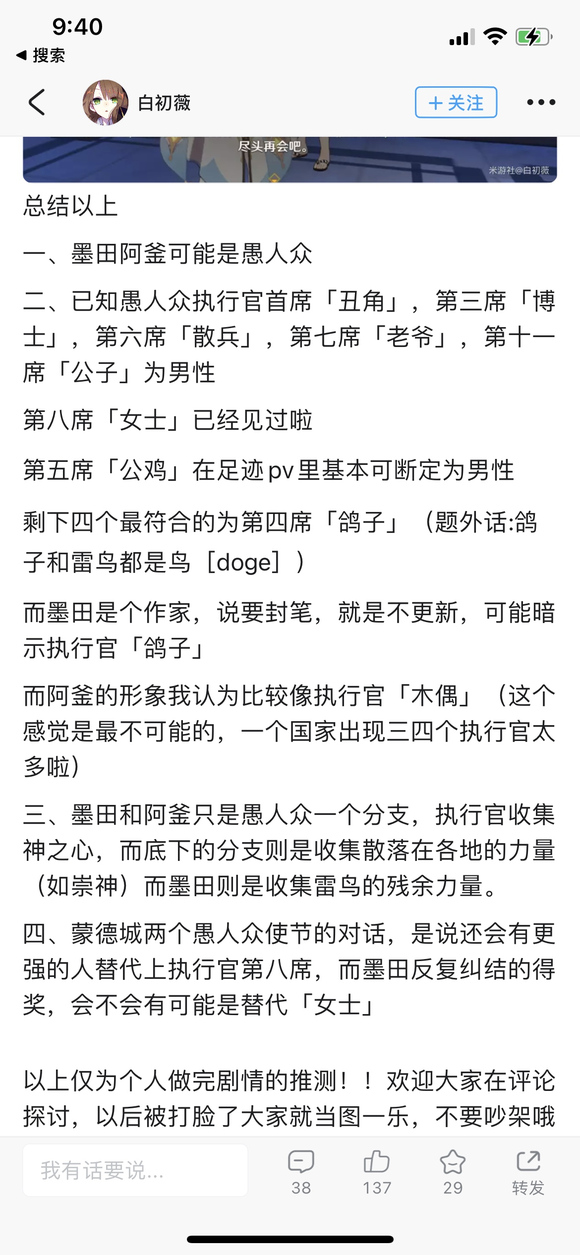 9:40
◀ 搜索
白初薇
+关注
尽头再会吧。
米游社@白初薇
总结以上
一、墨田阿釜可能是愚人众
二、已知愚人众执行官首席「丑角」，第三席「博
士」，第六席「散兵」，第七席「老爷」，第十一
席「公子」为男性
第八席「女士」已经见过啦
第五席「公鸡」在足迹pv里基本可断定为男性
剩下四个最符合的为第四席「鸽子」（题外话:鸽
子和雷鸟都是鸟［doge］）
而墨田是个作家，说要封笔，就是不更新，可能暗
示执行官「鸽子」
而阿釜的形象我认为比较像执行官「木偶」（这个
感觉是最不可能的，一个国家出现三四个执行官太
多啦）
三、墨田和阿釜只是愚人众一个分支，执行官收集
神之心，而底下的分支则是收集散落在各地的力量
（如祟神）而墨田则是收集雷鸟的残余力量。
四、蒙德城两个愚人众使节的对话，是说还会有更
强的人替代上执行官第八席，而墨田反复纠结的得
奖，会不会有可能是替代「女士」
以上仅为个人做完剧情的推测！！欢迎大家在评论
探讨，以后被打脸了大家就当图一乐，不要吵架哦
我有话要说...
38
137
29
转发